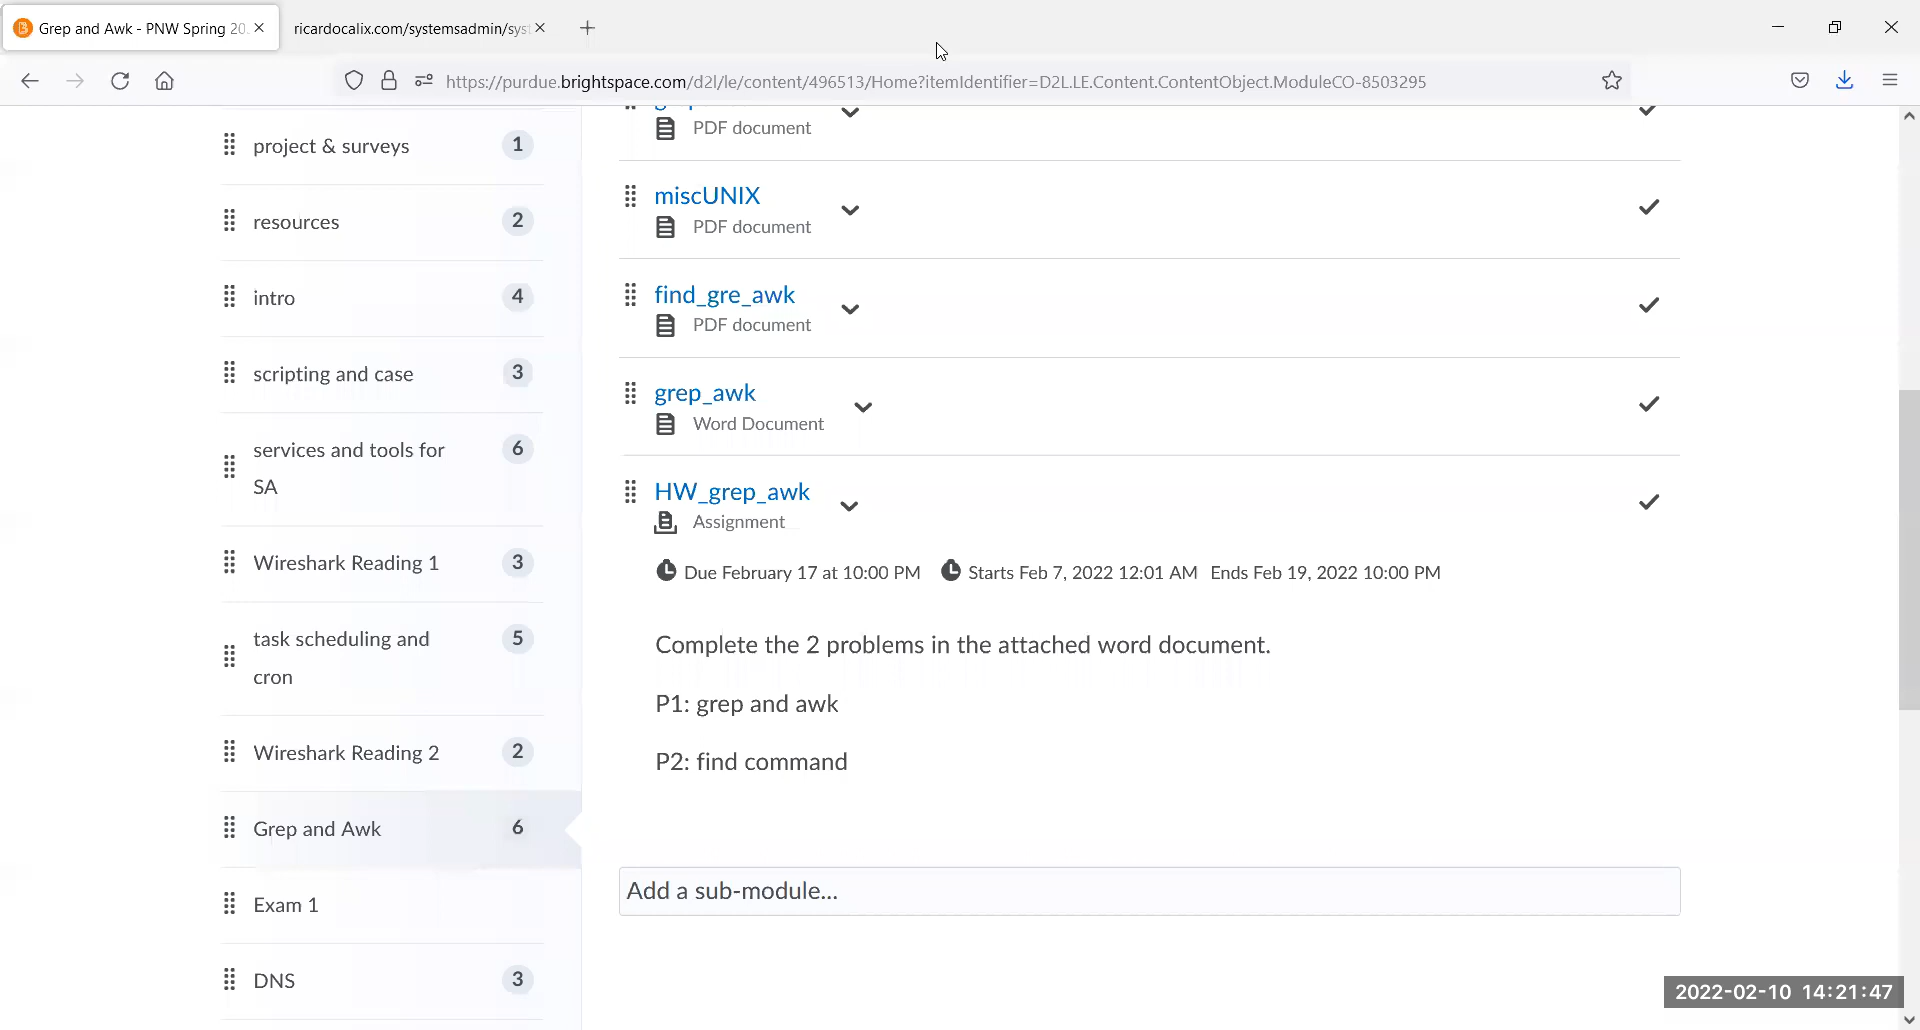 Grep and Awk - PNW Spring 20
ricardocalix.com/systemsadmin/syst
https://purdue.brightspace.com/d2l/le/content/496513/Home?itemIdentifier=D2L.LE.Content.ContentObject.ModuleCO-8503295
project & surveys 1
resources 2
intro 4
scripting and case 3
services and tools for 6
SA
Wireshark Reading 1 3
task scheduling and 5
cron
Wireshark Reading 2 2
Grep and Awk 6
Exam 1
DNS 3
PDF document
miscUNIX
PDF document
find_gre_awk
PDF document
grep_awk
Word Document
HW_grep_awk
Assignment
Due February 17 at 10:00 PM Starts Feb 7, 2022 12:01 AM Ends Feb 19, 2022 10:00 PM
Complete the 2 problems in the attached word document.
P1: grep and awk
P2: find command
Add a sub-module...
2022-02-10 14:21:47